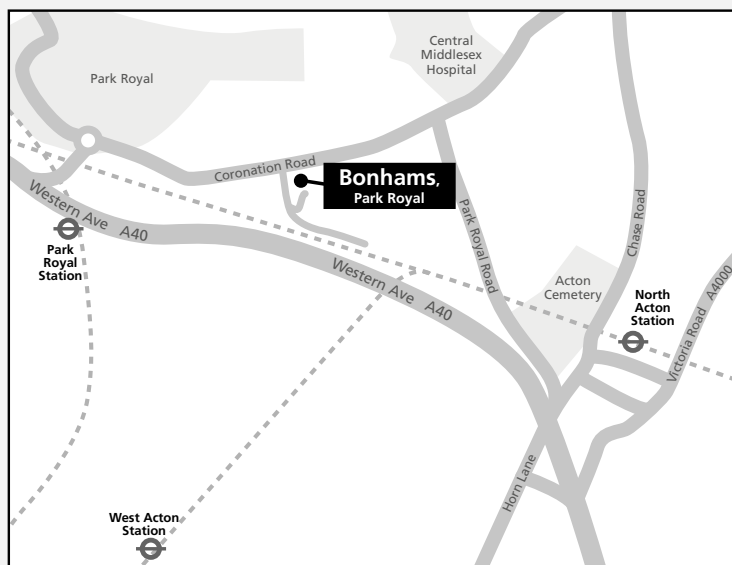 Central
Middlesex
Hospital
Park Royal
Coronation Road
Bonhams,
Park Royal
Western Ave A40
Park
Royal
Station
Park Royal Road
Chase Road
Western Ave A40
Acton
Cemetery
North
Acton
Station
Victoria Road A4000
Horn Lane
West Acton
Station